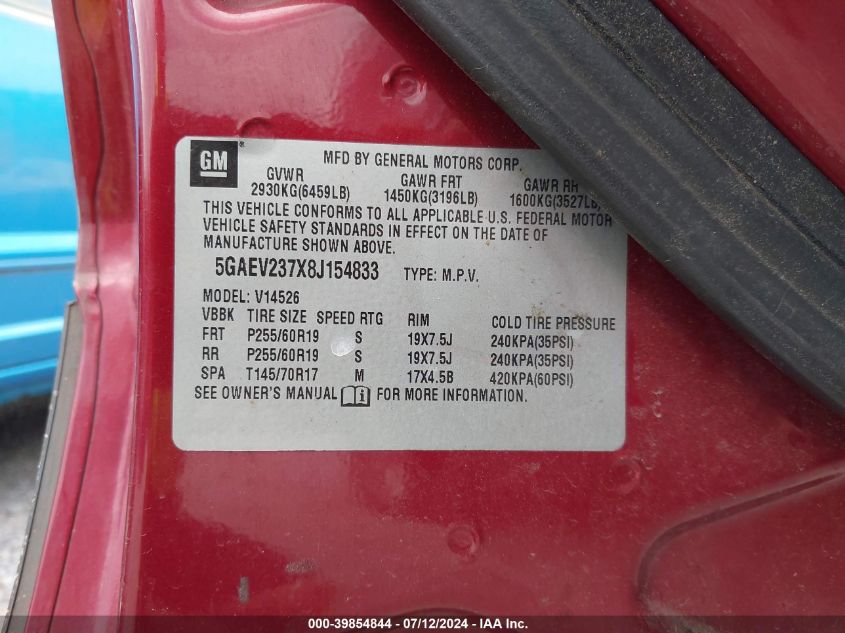 GM
MFD BY GENERAL MOTORS CORP.
GVWR GAWR FRT GAWR RH
2930KG(6459LB) 1450KG(3196LB) 1600KG(3527LB)
THIS VEHICLE CONFORMS TO ALL APPLICABLE U.S. FEDERAL MOTOR
VEHICLE SAFETY STANDARDS IN EFFECT ON THE DATE OF
MANUFACTURE SHOWN ABOVE.
5GAEV237X8J154833 TYPE: M.P.V.
MODEL: V14526
VBBK TIRE SIZE SPEED RTG RIM COLD TIRE PRESSURE
FRT P255/60R19 S 19X7.5J 240KPA(35PSI)
RR P255/60R19 S 19X7.5J 240KPA(35PSI)
SPA T145/70R17 M 17X4.5B 420KPA(60PSI)
SEE OWNER'S MANUAL i FOR MORE INFORMATION.
000-39854844 - 07/12/2024 - IAA Inc.